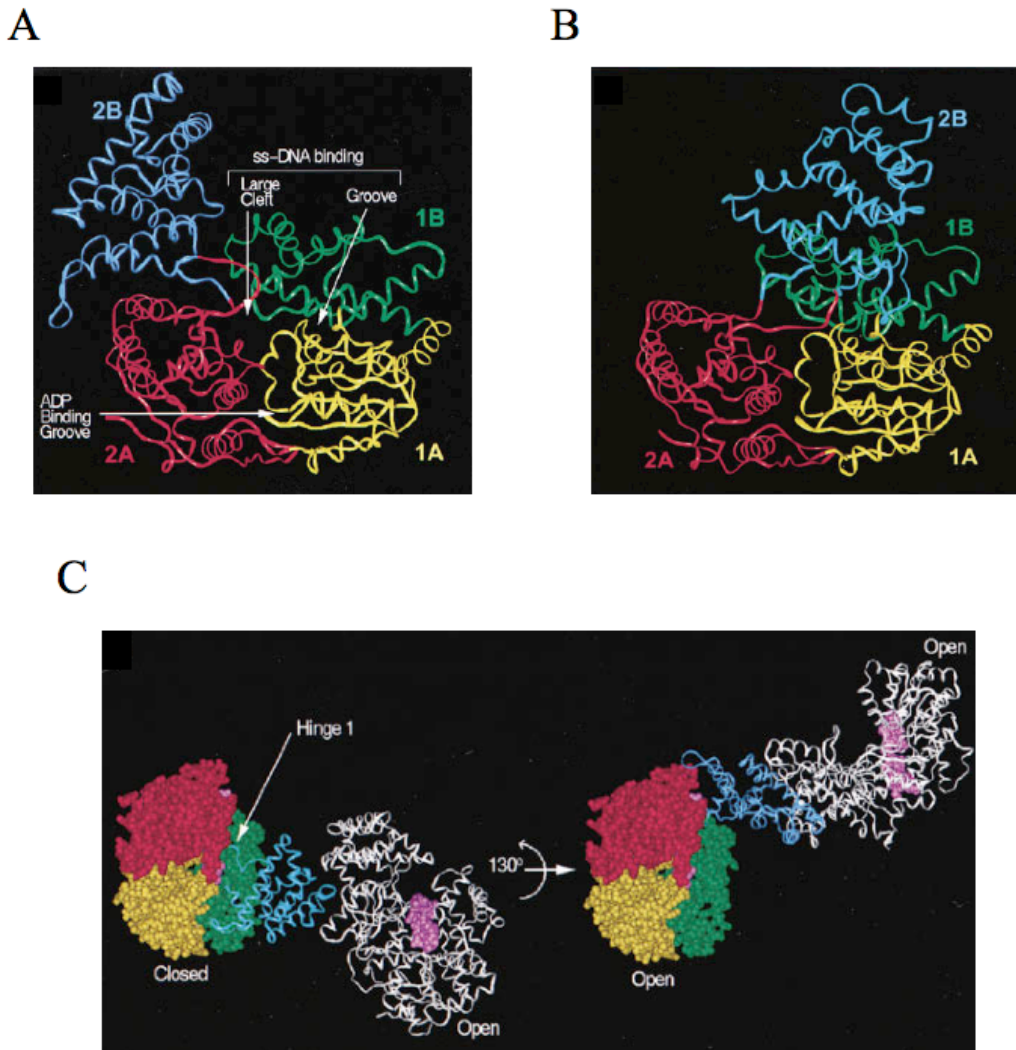 A
2B
ss-DNA binding
Large
Cleft
Groove
1B
ADP
Binding
Groove
2A
1A
B
2B
1B
2A
1A
C
Hinge 1
Closed
Open
130°
Open
Open